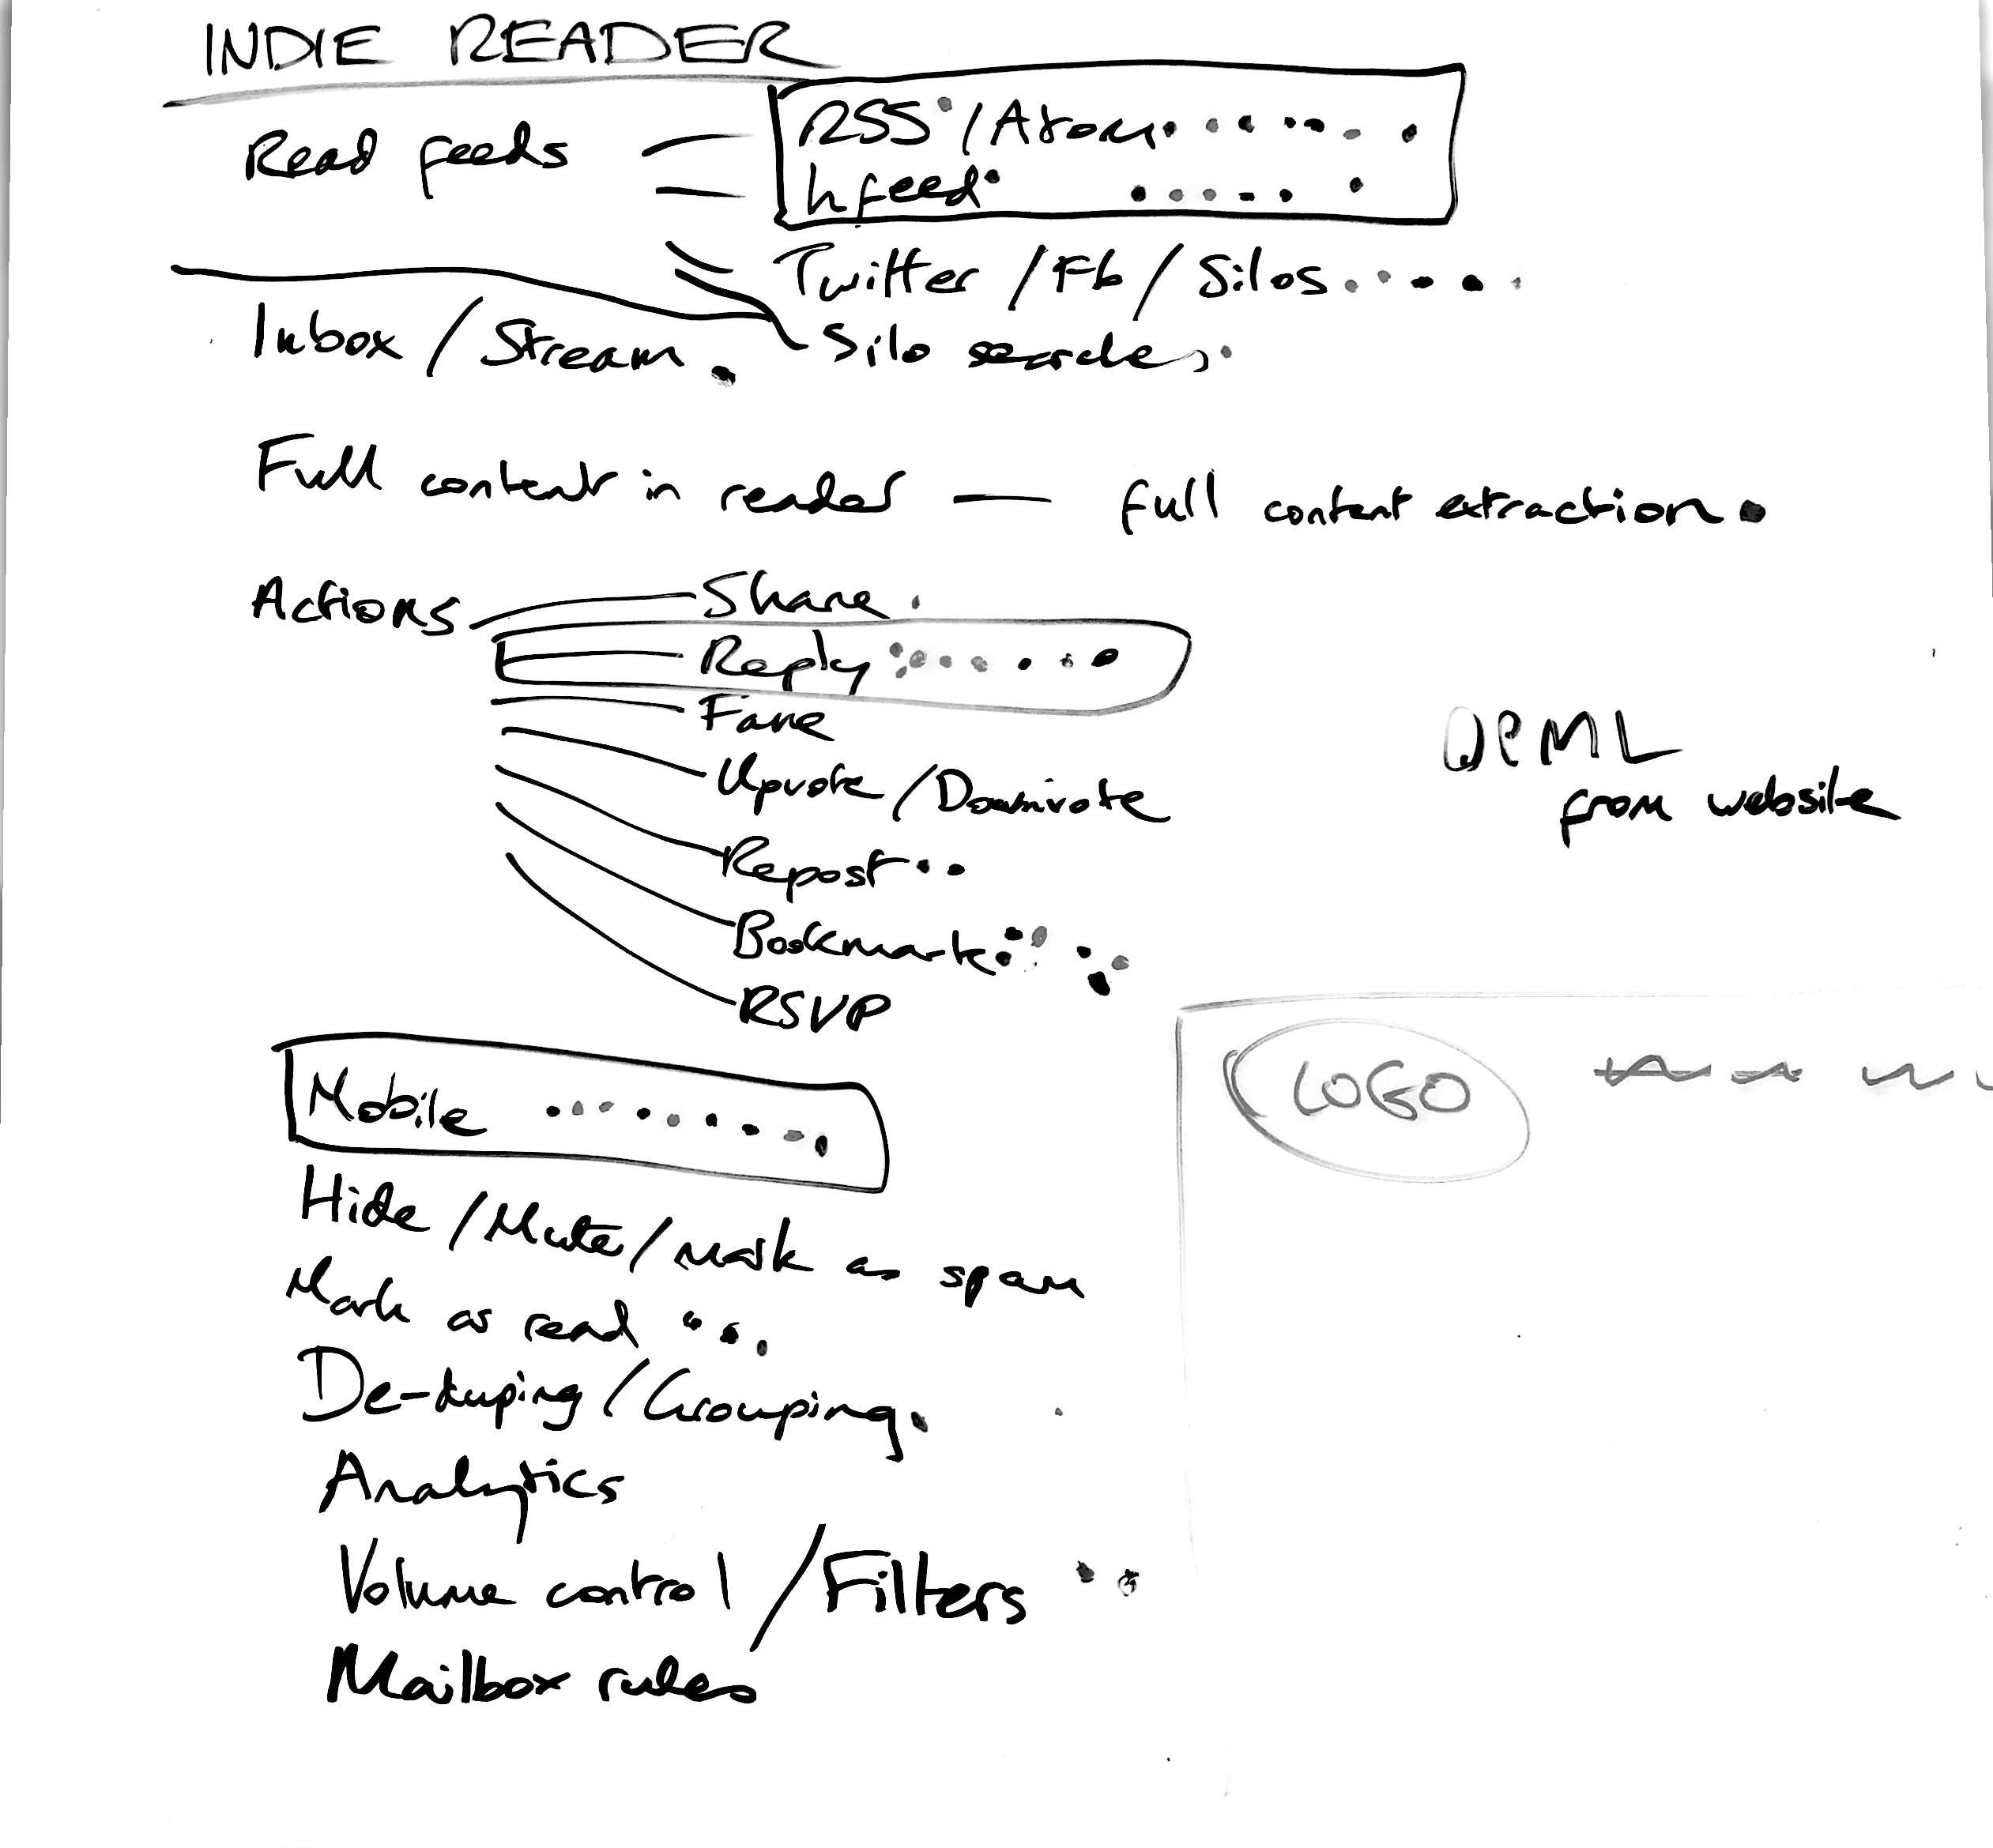 INDIE READER
Read feeds
RSS/Atom
hfeed
Twitter/Fb/Silos
Silo searches
Inbox/Stream
Full content in reader — full content extraction
Actions
Share
Reply
Fave
Upvote/Downvote
Repost
Bookmark
RSVP
OPML
from website
LOGO
Mobile
Hide/Mute/mark as spam
Mark as read
De-duping/Grouping
Analytics
Volume control/Filters
Mailbox rules